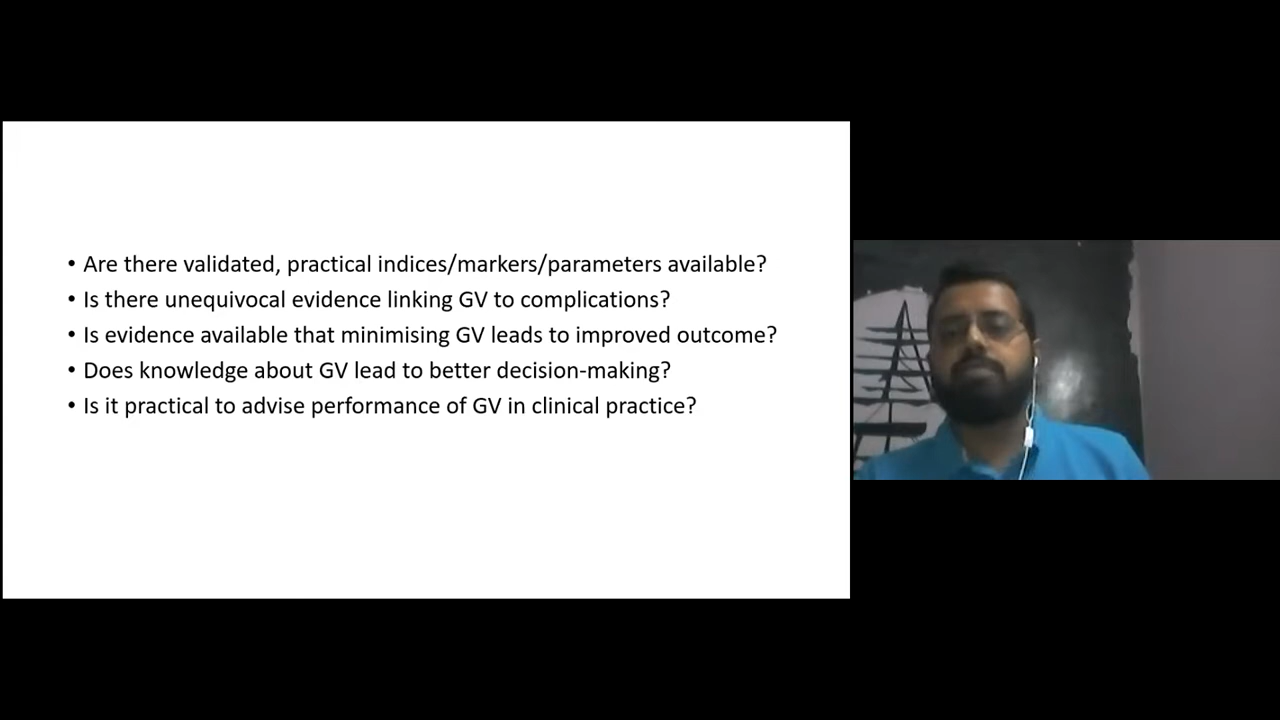 • Are there validated, practical indices/markers/parameters available?
• Is there unequivocal evidence linking GV to complications?
• Is evidence available that minimising GV leads to improved outcome?
• Does knowledge about GV lead to better decision-making?
• Is it practical to advise performance of GV in clinical practice?